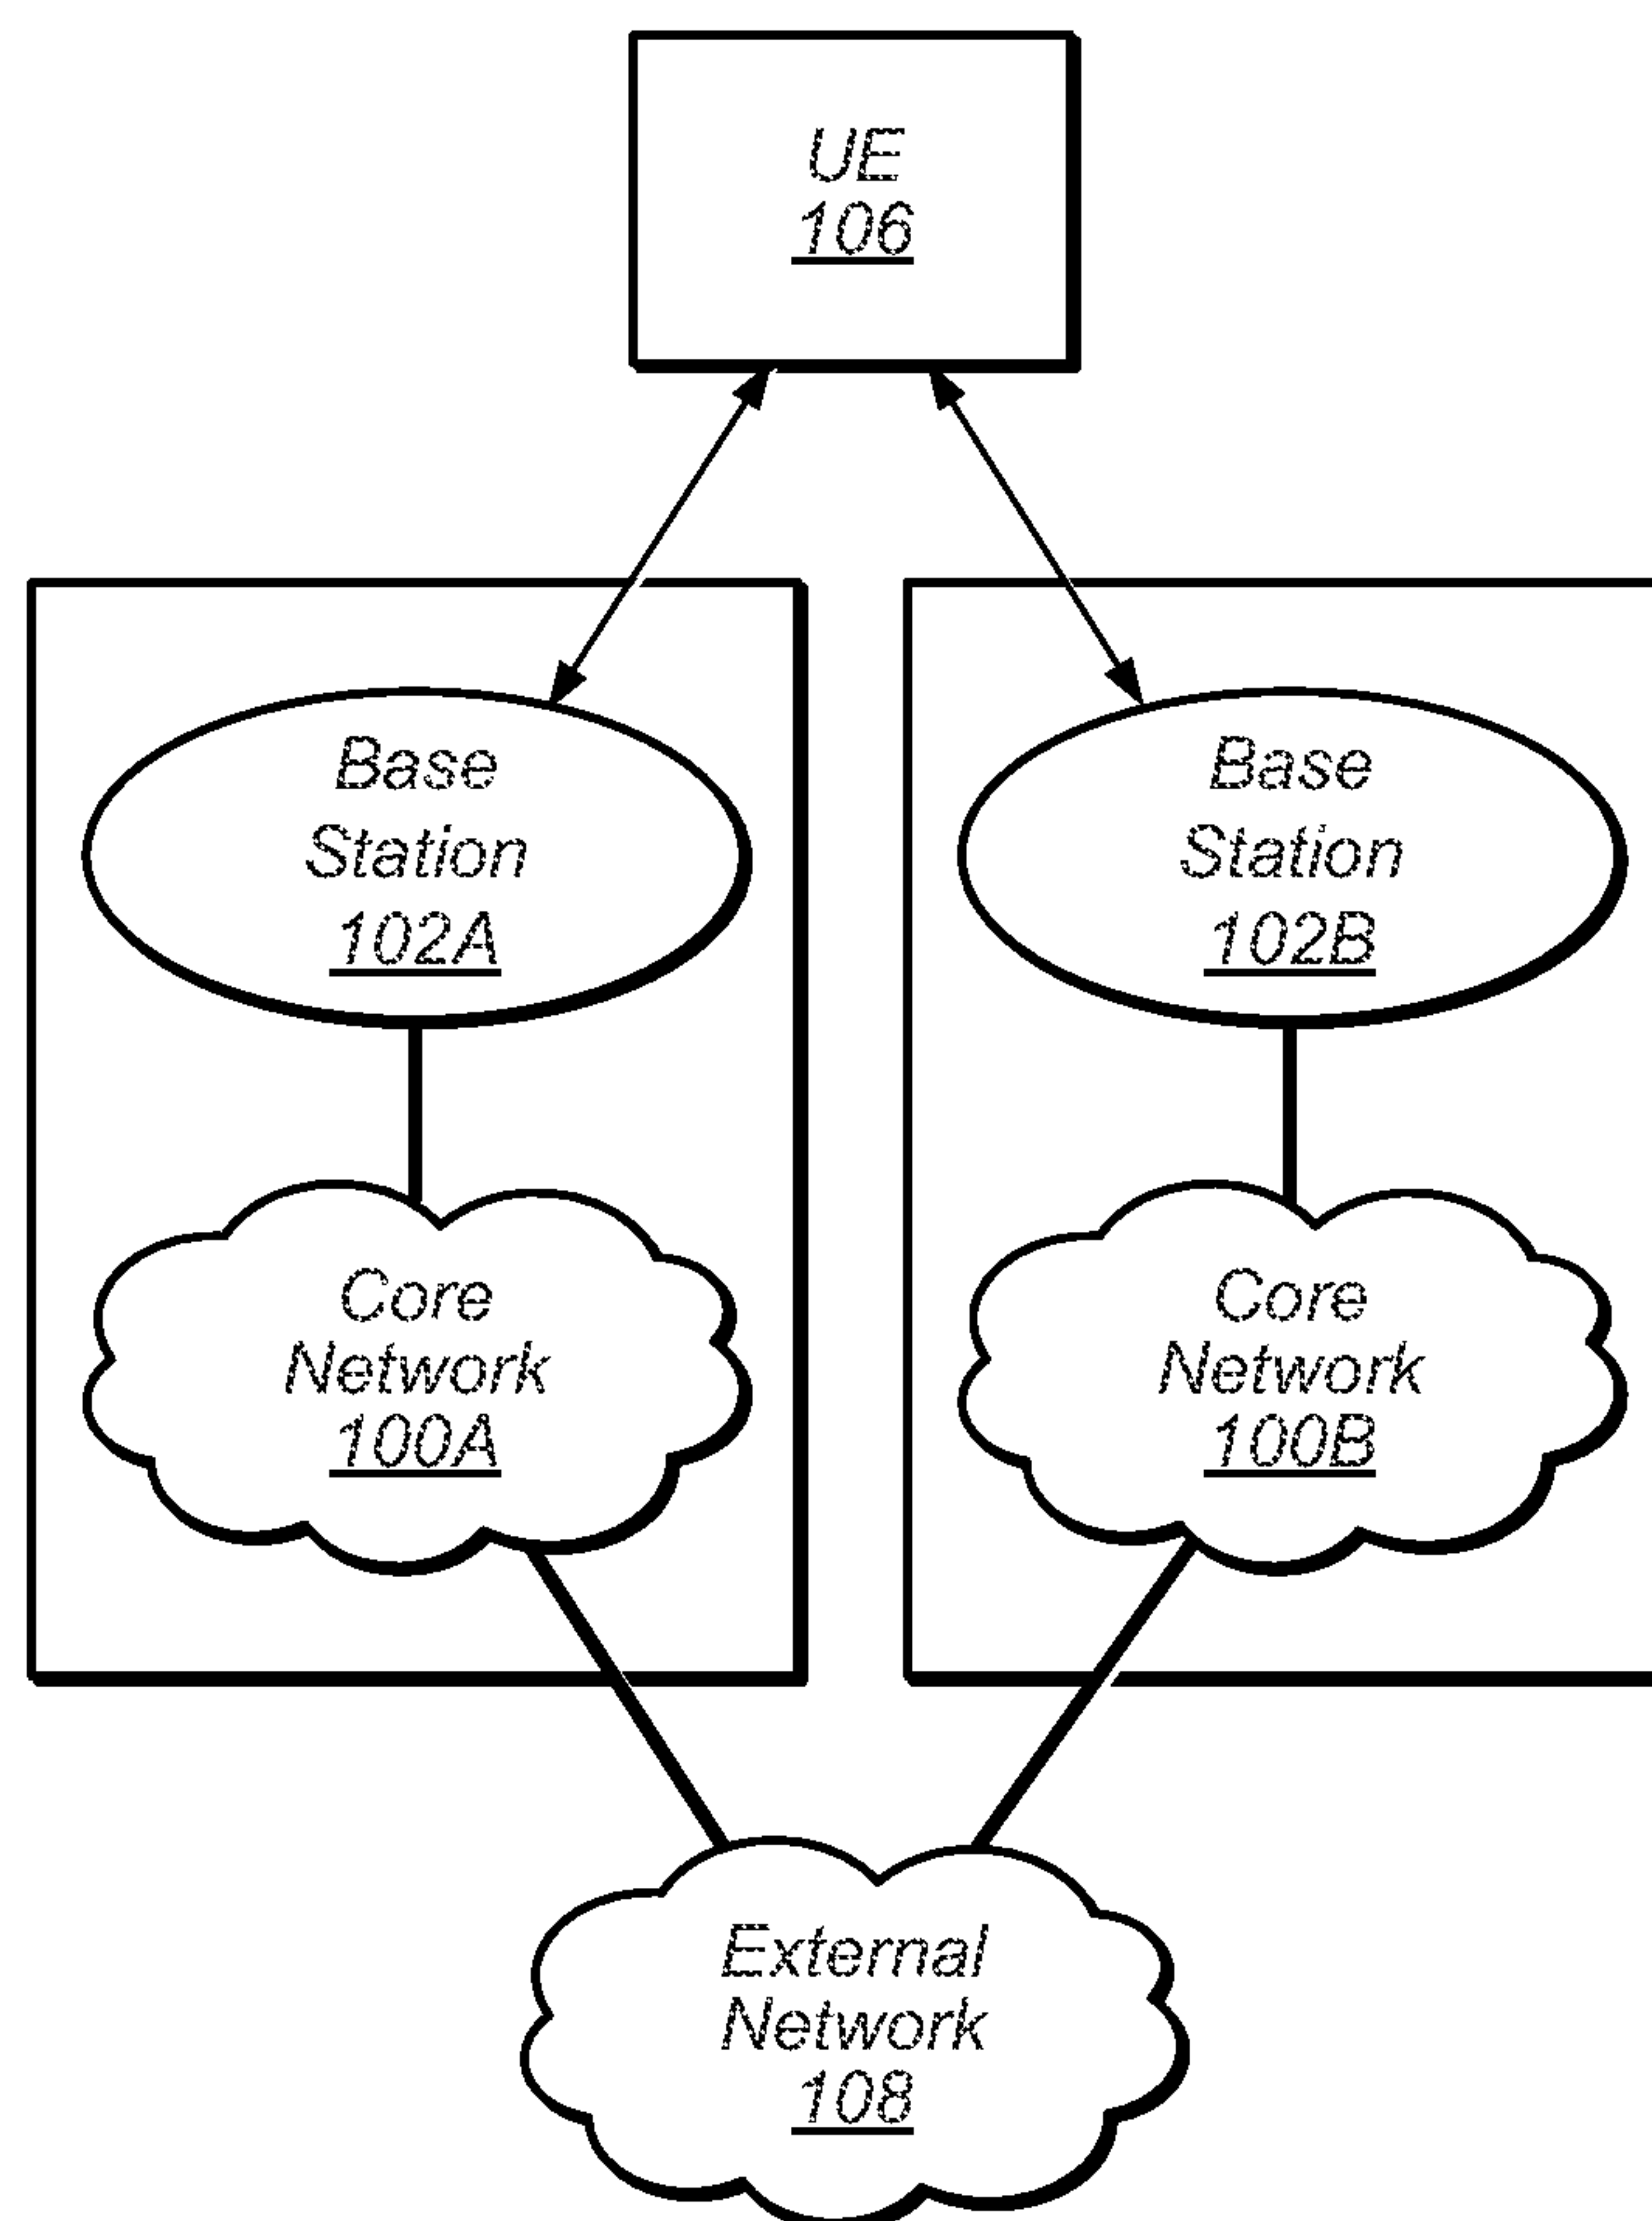 UE
106
Base
Station
102A
Base
Station
102B
Core
Network
100A
Core
Network
100B
External
Network
108